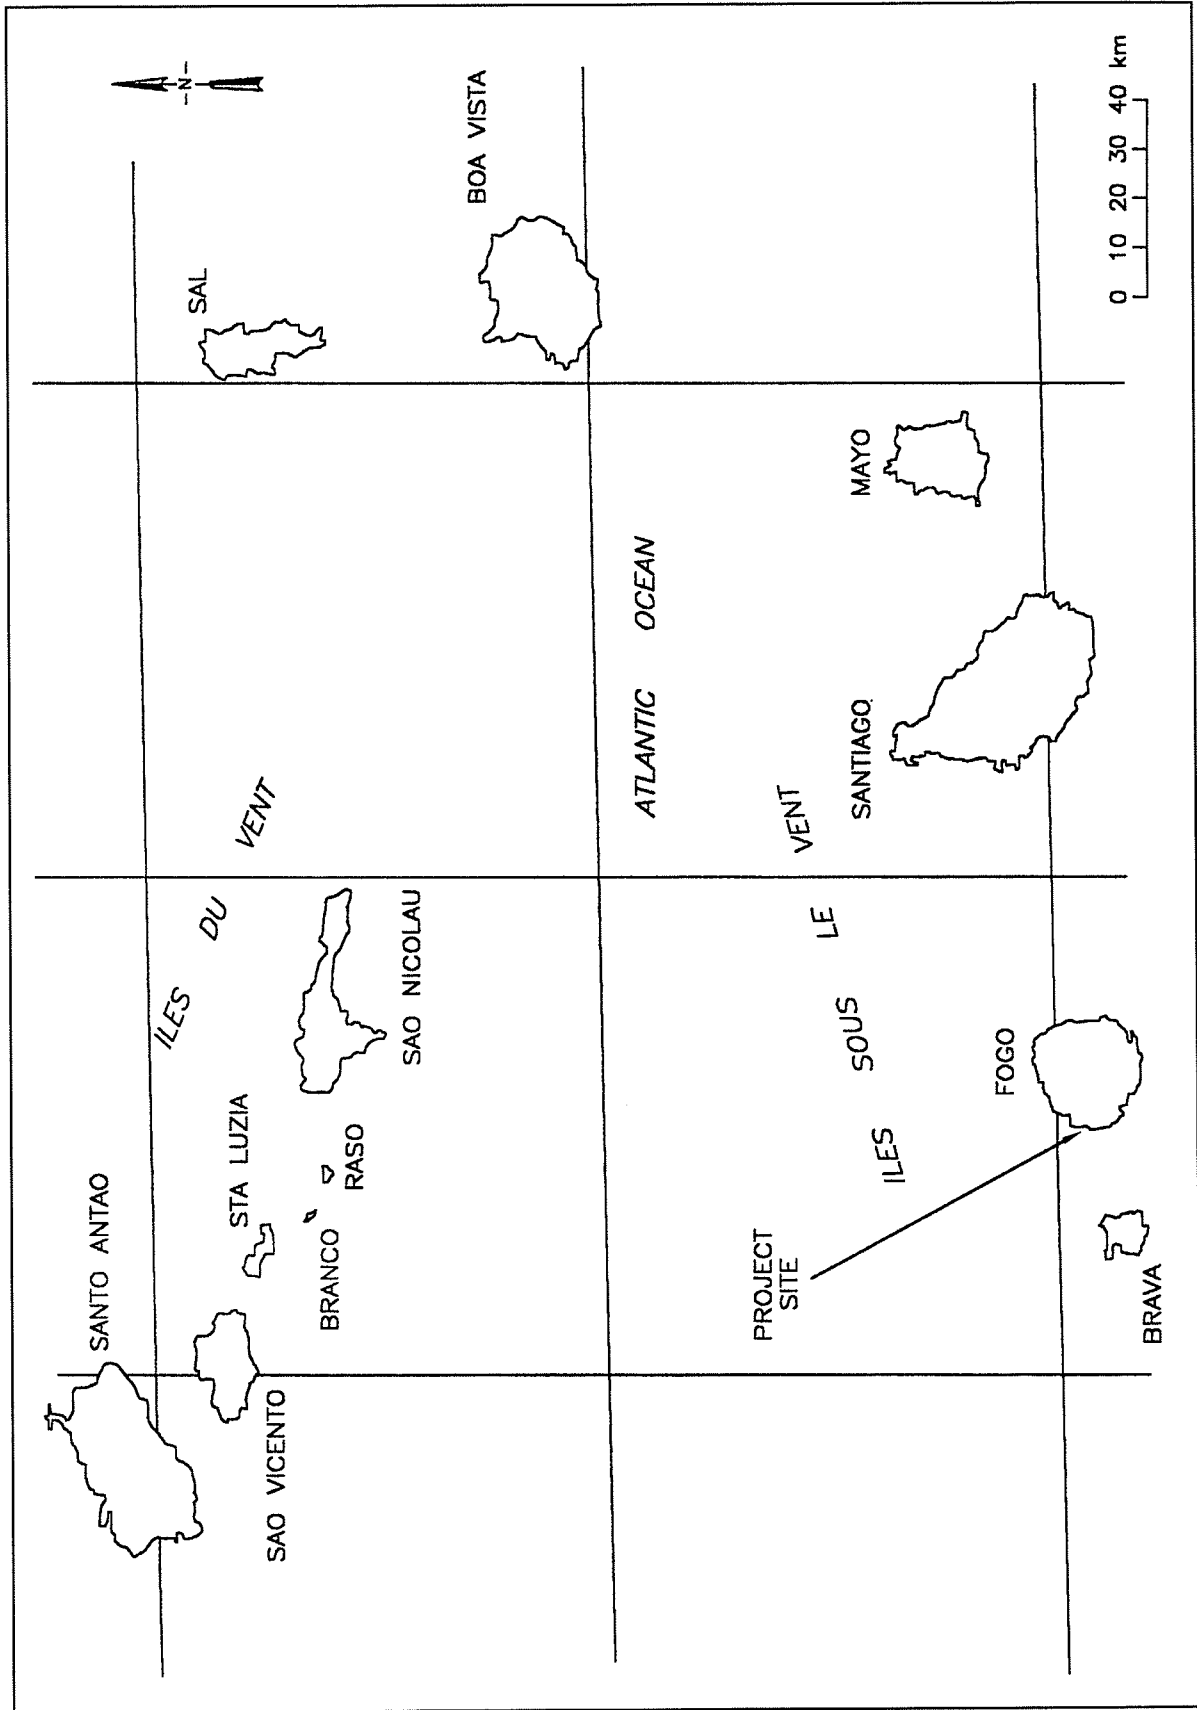 -N-
SANTO ANTAO
SAL
ILES DU VENT
STA LUZIA
SAO VICENTO
BRANCO
RASO
SAO NICOLAU
BOA VISTA
ATLANTIC OCEAN
PROJECT
SITE
ILES SOUS LE VENT
MAYO
SANTIAGO
FOGO
BRAVA
0 10 20 30 40 km